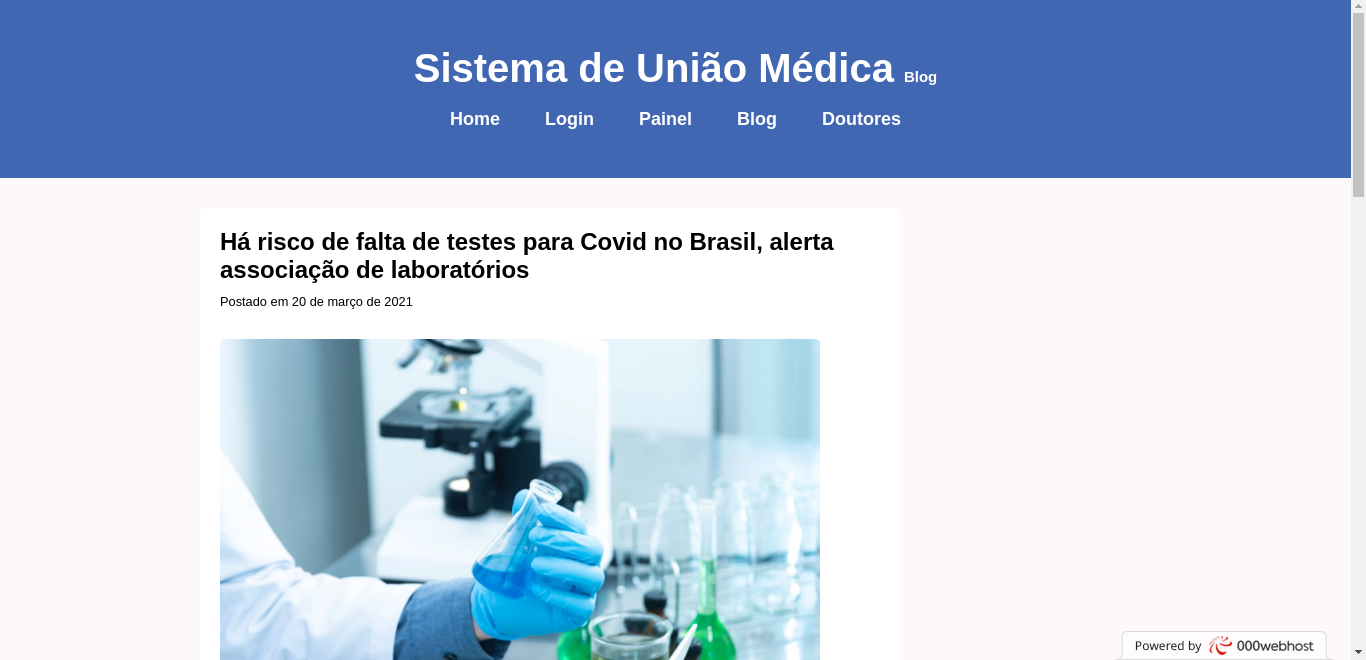 Sistema de União Médica Blog
Home Login Painel Blog Doutores
Há risco de falta de testes para Covid no Brasil, alerta
associação de laboratórios
Postado em 20 de março de 2021
Powered by 000webhost